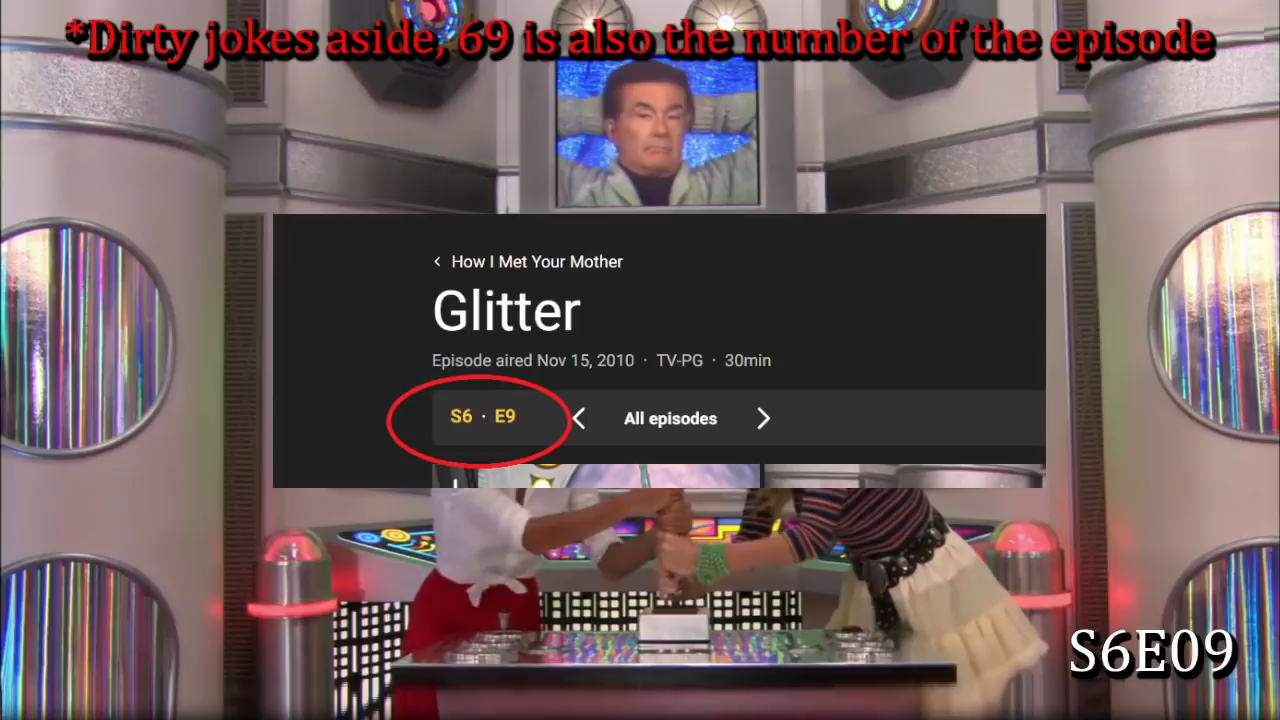 *Dirty jokes aside, 69 is also the number of the episode
< How I Met Your Mother
Glitter
Episode aired Nov 15, 2010 · TV-PG · 30min
S6 · E9
All episodes
S6E09